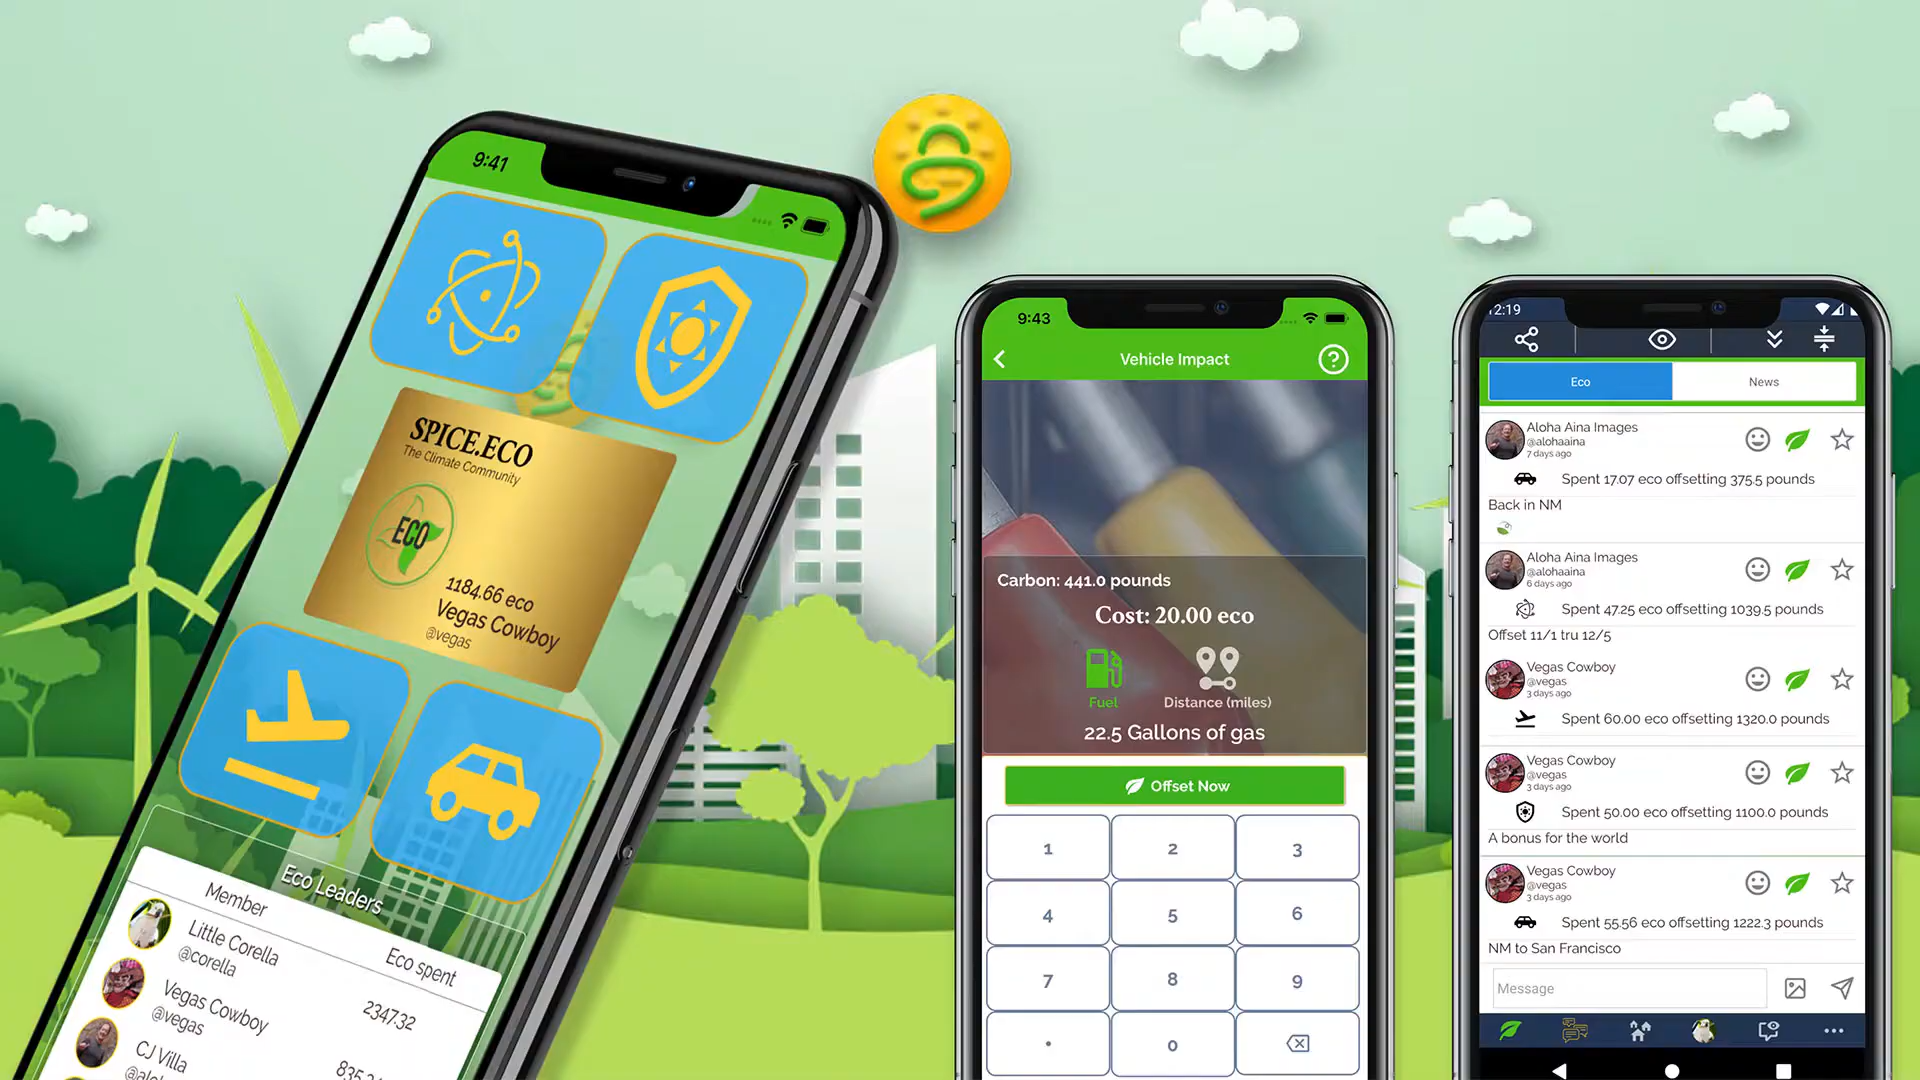 9:41
SPICE.ECO
The Climate Community
ECO
1184.66 eco
Vegas Cowboy
@vegas
Eco Leaders
Member
Eco spent
Little Corella
@corella
2347.32
Vegas Cowboy
@vegas
CJ Villa
9:43
Vehicle Impact
?
Carbon: 441.0 pounds
Cost: 20.00 eco
Fuel
Distance (miles)
22.5 Gallons of gas
Offset Now
1 2 3
4 5 6
7 8 9
. 0
12:19
Eco
News
Aloha Aina Images
@alohaaina
7 days ago
Spent 17.07 eco offsetting 375.5 pounds
Back in NM
Aloha Aina Images
@alohaaina
6 days ago
Spent 47.25 eco offsetting 1039.5 pounds
Offset 11/1 tru 12/5
Vegas Cowboy
@vegas
3 days ago
Spent 60.00 eco offsetting 1320.0 pounds
Vegas Cowboy
@vegas
3 days ago
Spent 50.00 eco offsetting 1100.0 pounds
A bonus for the world
Vegas Cowboy
@vegas
3 days ago
Spent 55.56 eco offsetting 1222.3 pounds
NM to San Francisco
Message